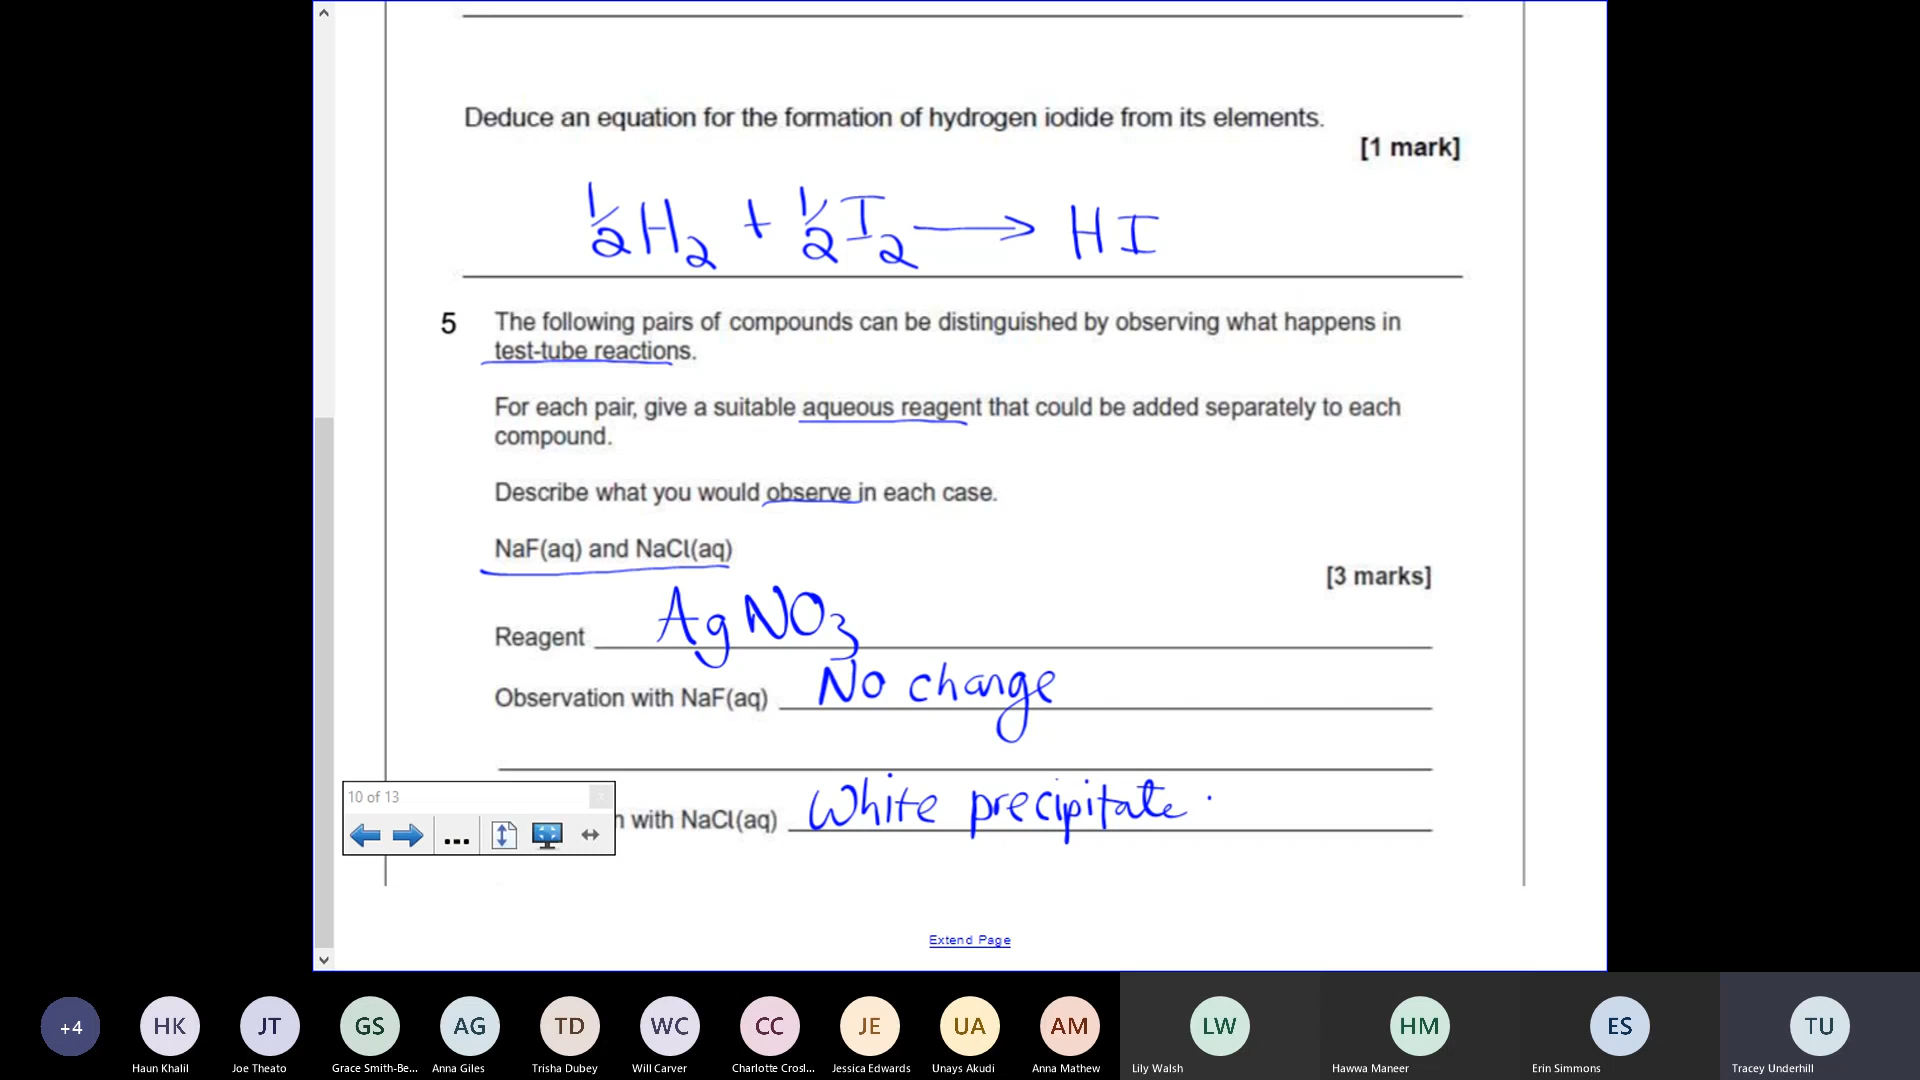 Deduce an equation for the formation of hydrogen iodide from its elements.
[1 mark]
½H₂ + ½I₂ ⟶ HI
5 The following pairs of compounds can be distinguished by observing what happens in
test-tube reactions.
For each pair, give a suitable aqueous reagent that could be added separately to each
compound.
Describe what you would observe in each case.
NaF(aq) and NaCl(aq)
[3 marks]
Reagent AgNO₃
Observation with NaF(aq) No change
10 of 13
n with NaCl(aq) White precipitate.
Extend Page
+4 HK JT GS AG TD WC CC JE UA AM LW HM ES TU
Haun Khalil Joe Theato Grace Smith-Be... Anna Giles Trisha Dubey Will Carver Charlotte Crosl... Jessica Edwards Unays Akudi Anna Mathew Lily Walsh Hawwa Maneer Erin Simmons Tracey Underhill